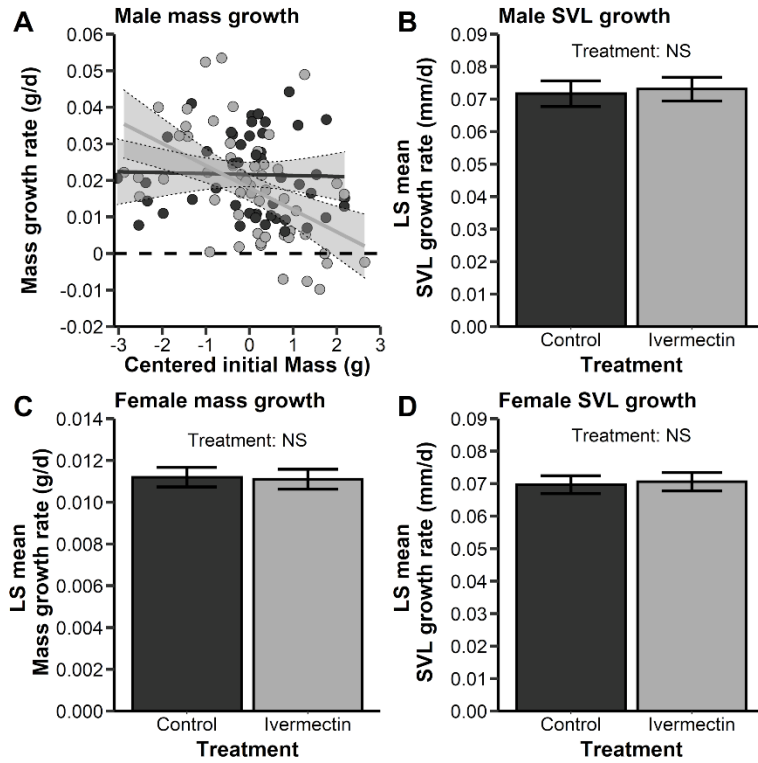 A Male mass growth
Mass growth rate (g/d)
0.06
0.05
0.04
0.03
0.02
0.01
0
-0.01
-0.02
-3 -2 -1 0 1 2 3
Centered initial Mass (g)
B Male SVL growth
Treatment: NS
LS mean
SVL growth rate (mm/d)
0.09
0.08
0.07
0.06
0.05
0.04
0.03
0.02
0.01
0.00
Control Ivermectin
Treatment
C Female mass growth
Treatment: NS
LS mean
Mass growth rate (g/d)
0.014
0.012
0.010
0.008
0.006
0.004
0.002
0.000
Control Ivermectin
Treatment
D Female SVL growth
Treatment: NS
LS mean
SVL growth rate (mm/d)
0.09
0.08
0.07
0.06
0.05
0.04
0.03
0.02
0.01
0.00
Control Ivermectin
Treatment